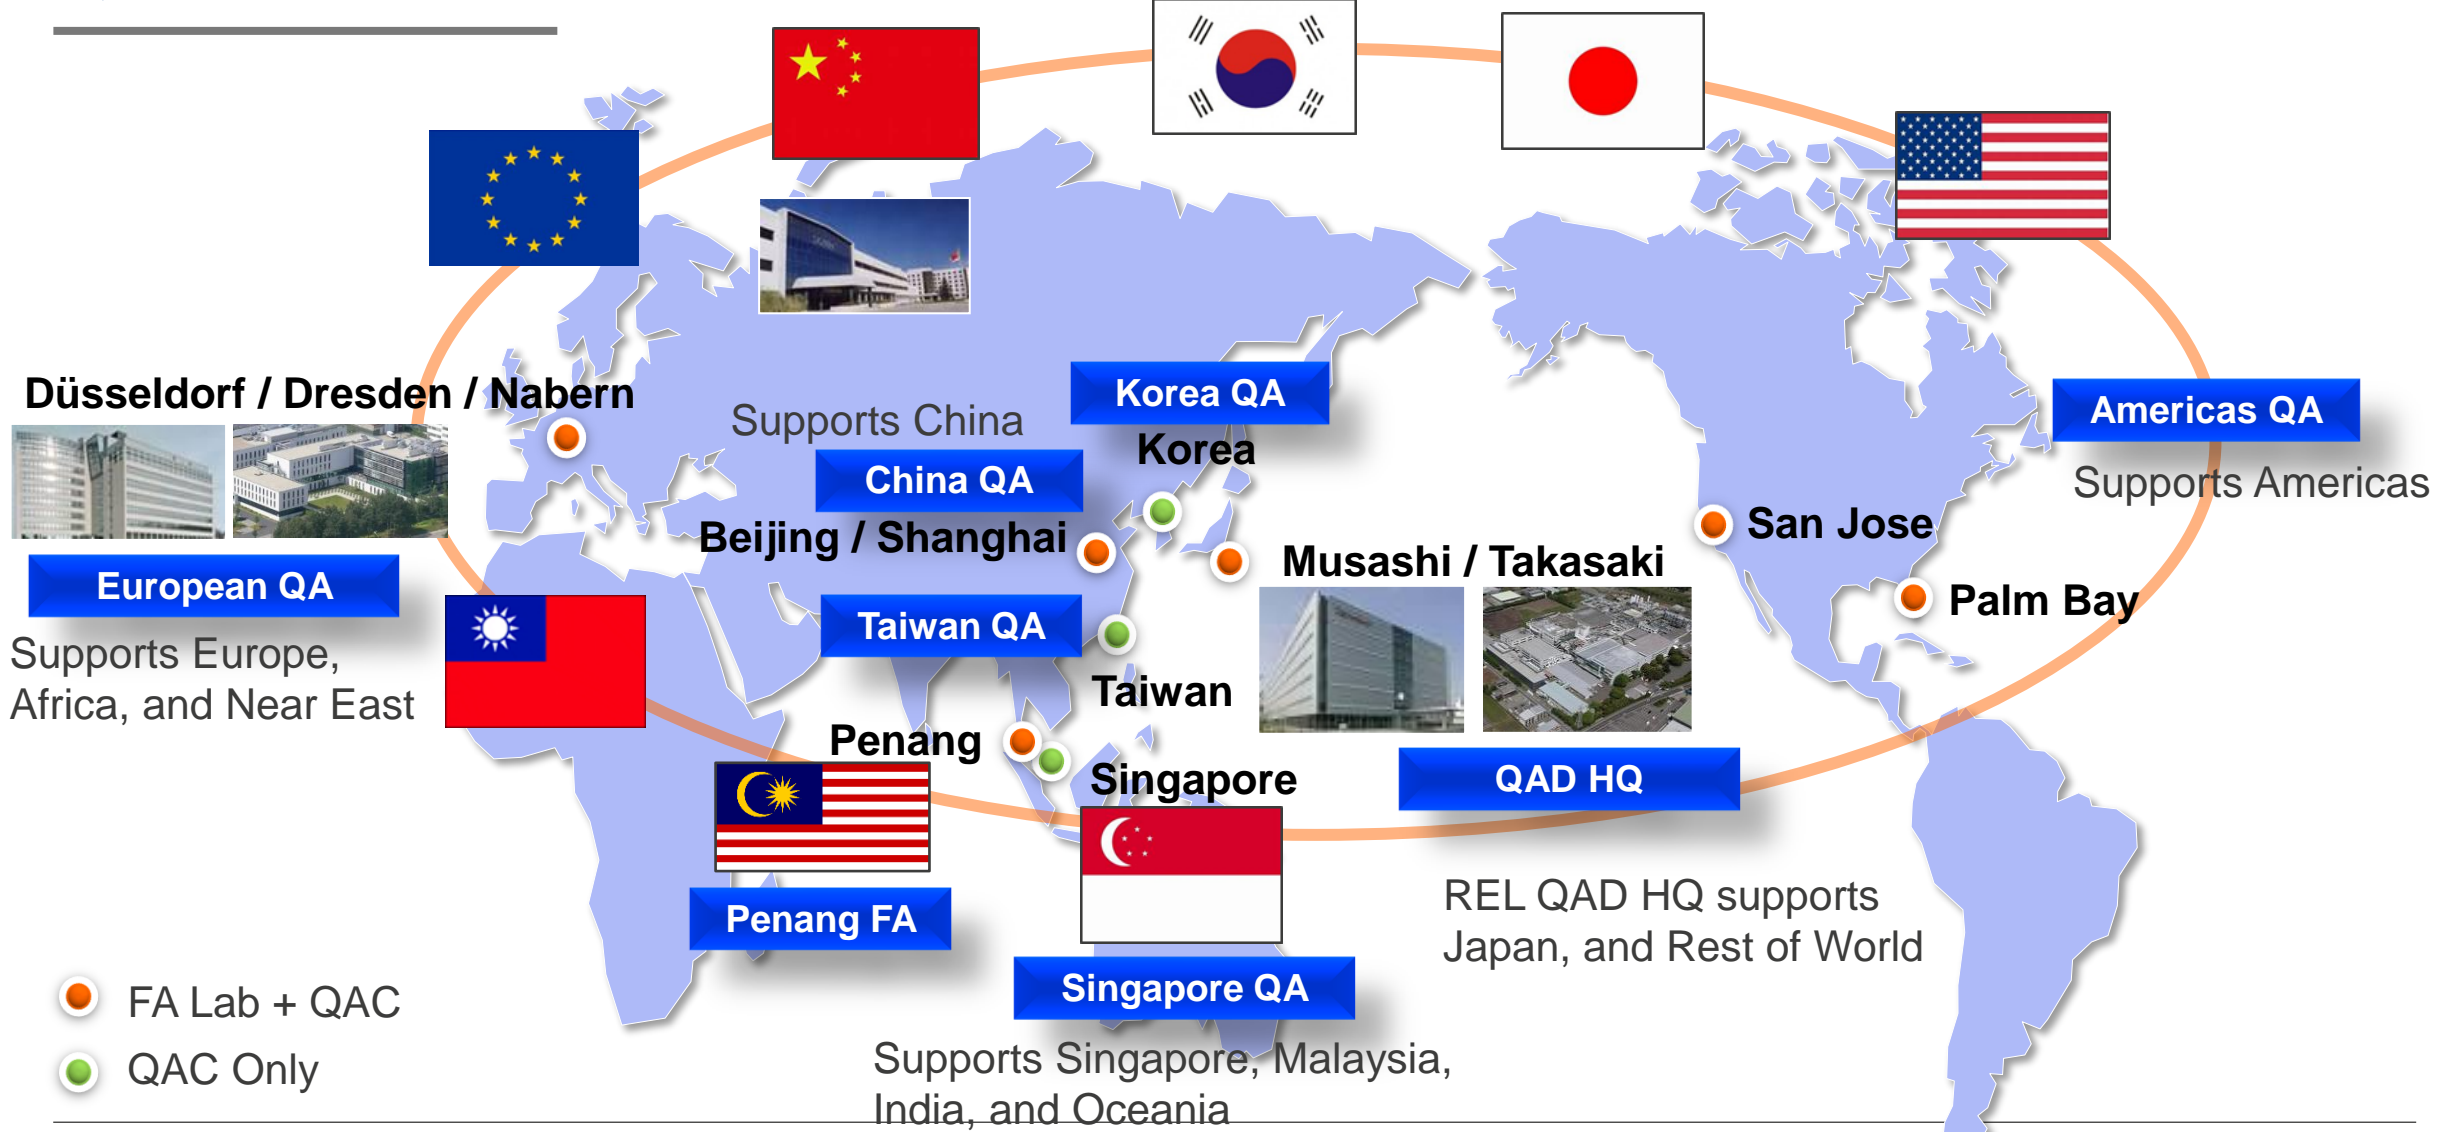 Düsseldorf / Dresden / Nabern
European QA
Supports Europe,
Africa, and Near East
Supports China
China QA
Beijing / Shanghai
Korea QA
Korea
Taiwan QA
Taiwan
Penang
Penang FA
Singapore
Singapore QA
Supports Singapore, Malaysia,
India, and Oceania
Musashi / Takasaki
QAD HQ
REL QAD HQ supports
Japan, and Rest of World
Americas QA
Supports Americas
San Jose
Palm Bay
FA Lab + QAC
QAC Only